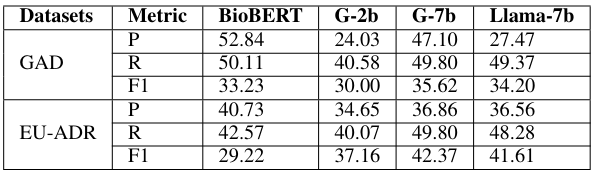 Datasets Metric BioBERT G-2b G-7b Llama-7b
GAD P 52.84 24.03 47.10 27.47
R 50.11 40.58 49.80 49.37
F1 33.23 30.00 35.62 34.20
EU-ADR P 40.73 34.65 36.86 36.56
R 42.57 40.07 49.80 48.28
F1 29.22 37.16 42.37 41.61